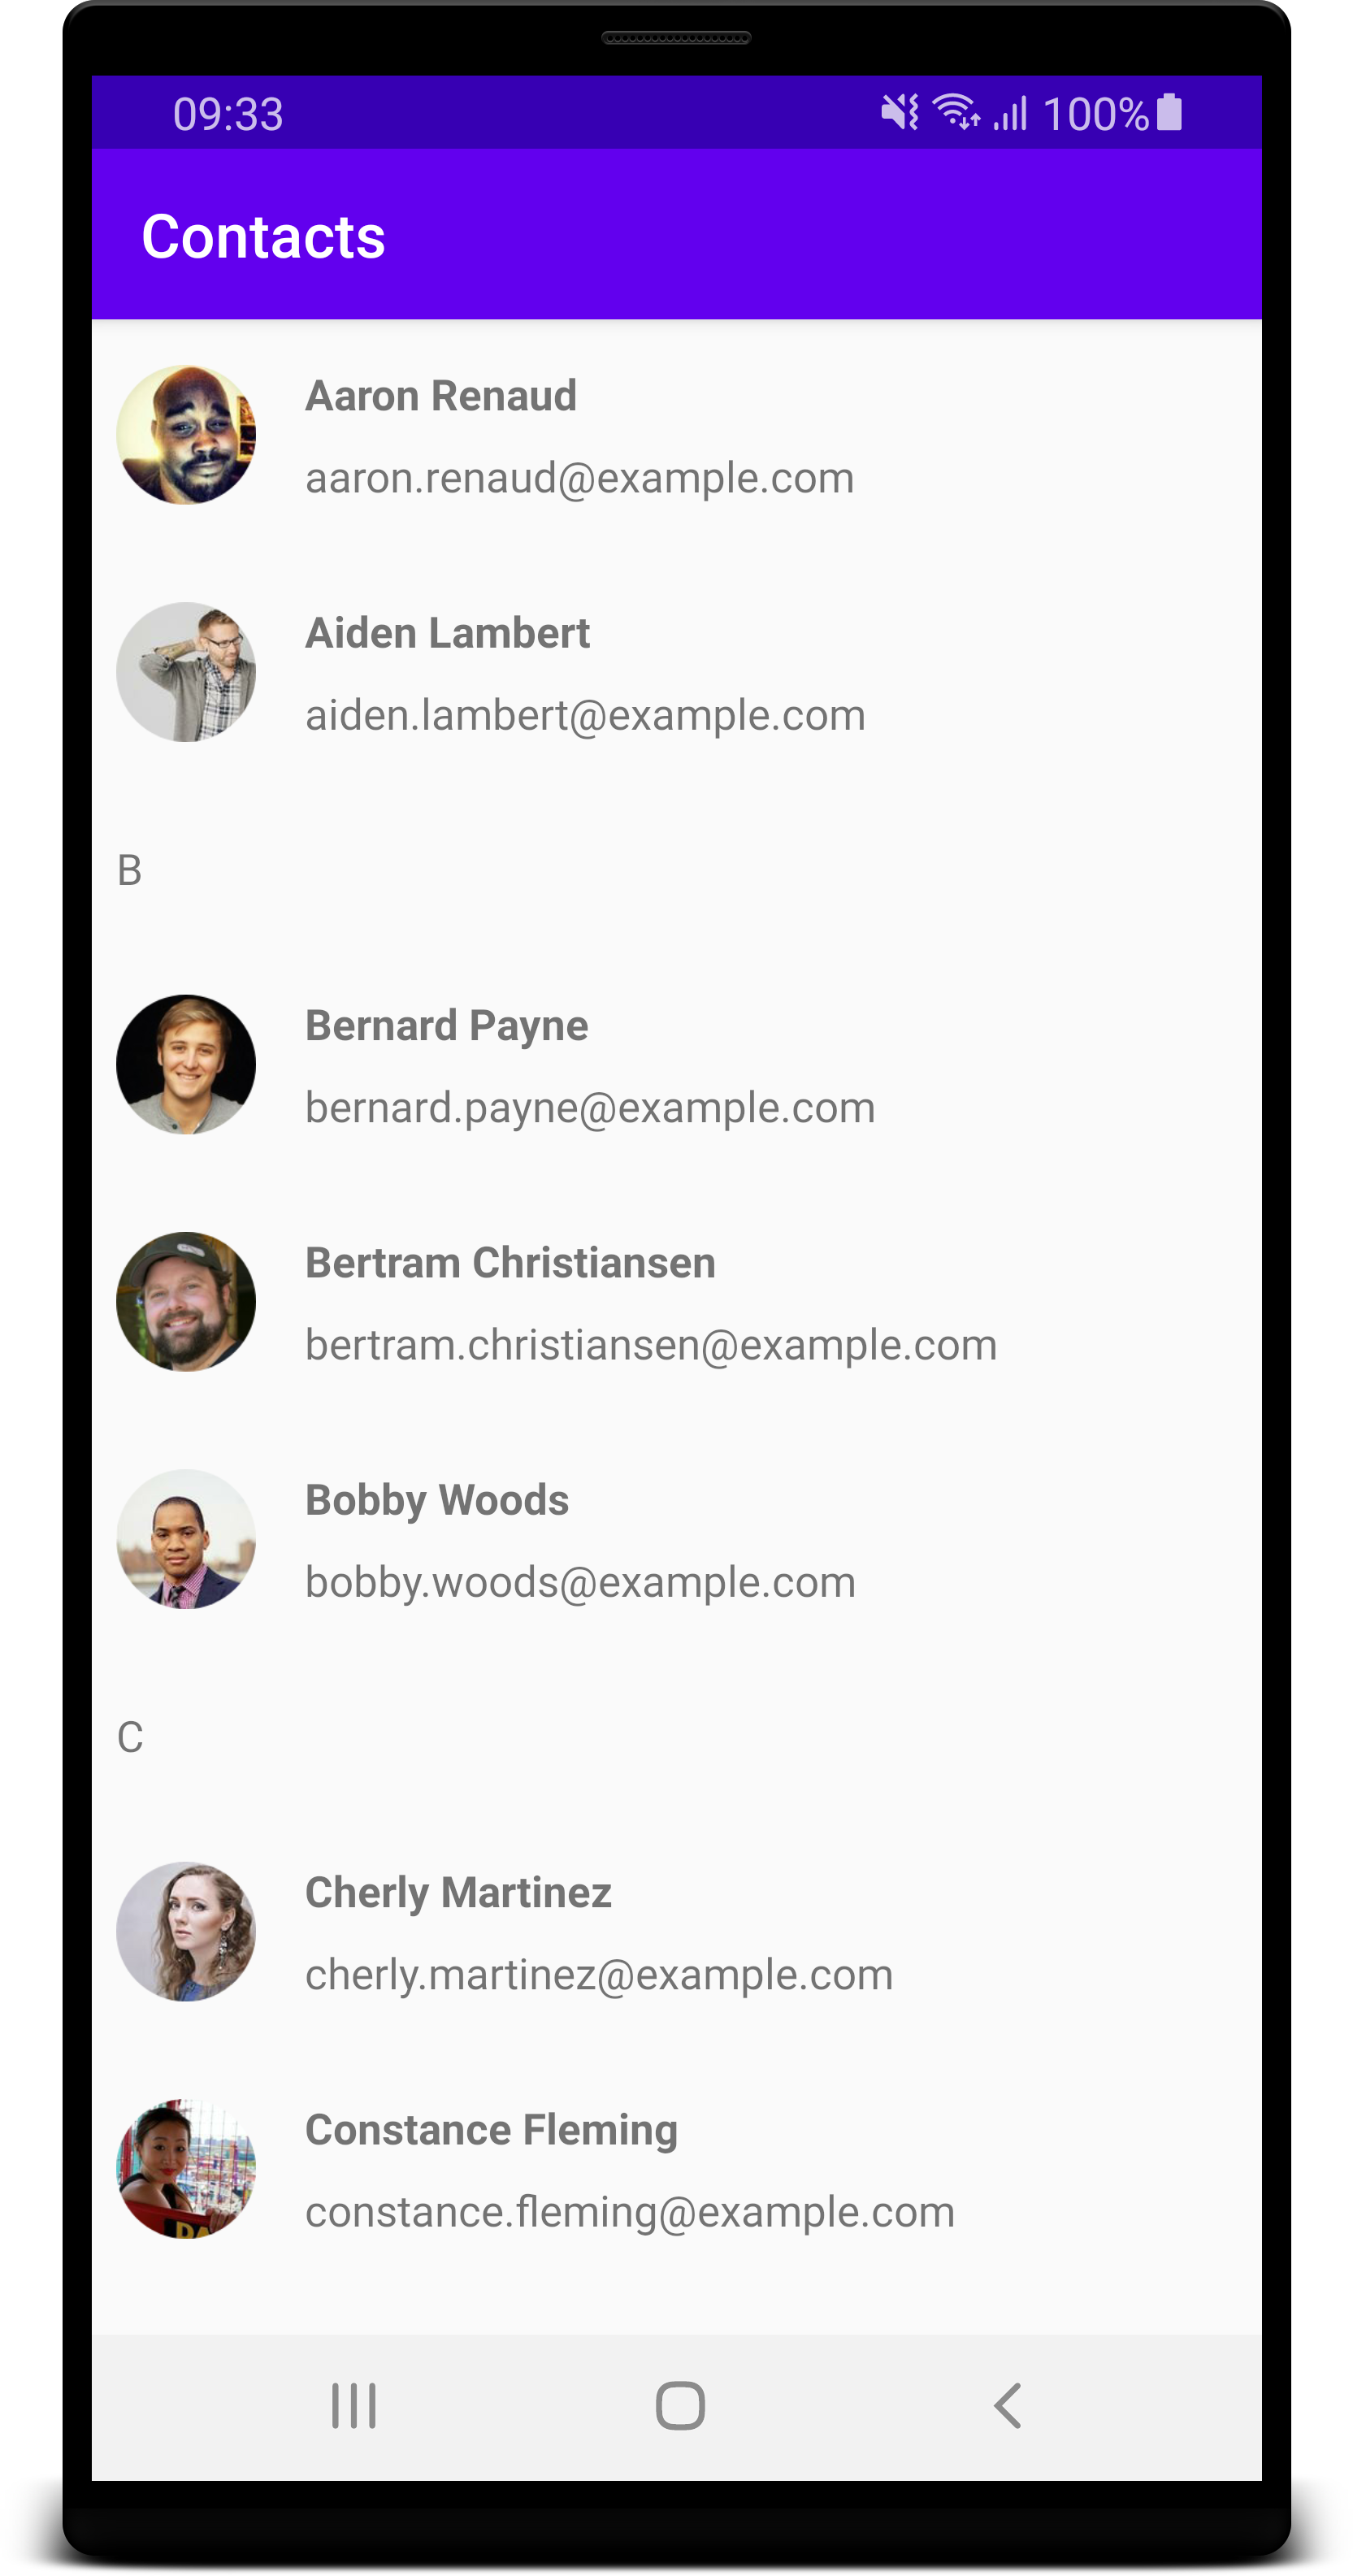 09:33 100%
Contacts
Aaron Renaud
aaron.renaud@example.com
Aiden Lambert
aiden.lambert@example.com
B
Bernard Payne
bernard.payne@example.com
Bertram Christiansen
bertram.christiansen@example.com
Bobby Woods
bobby.woods@example.com
C
Cherly Martinez
cherly.martinez@example.com
Constance Fleming
constance.fleming@example.com